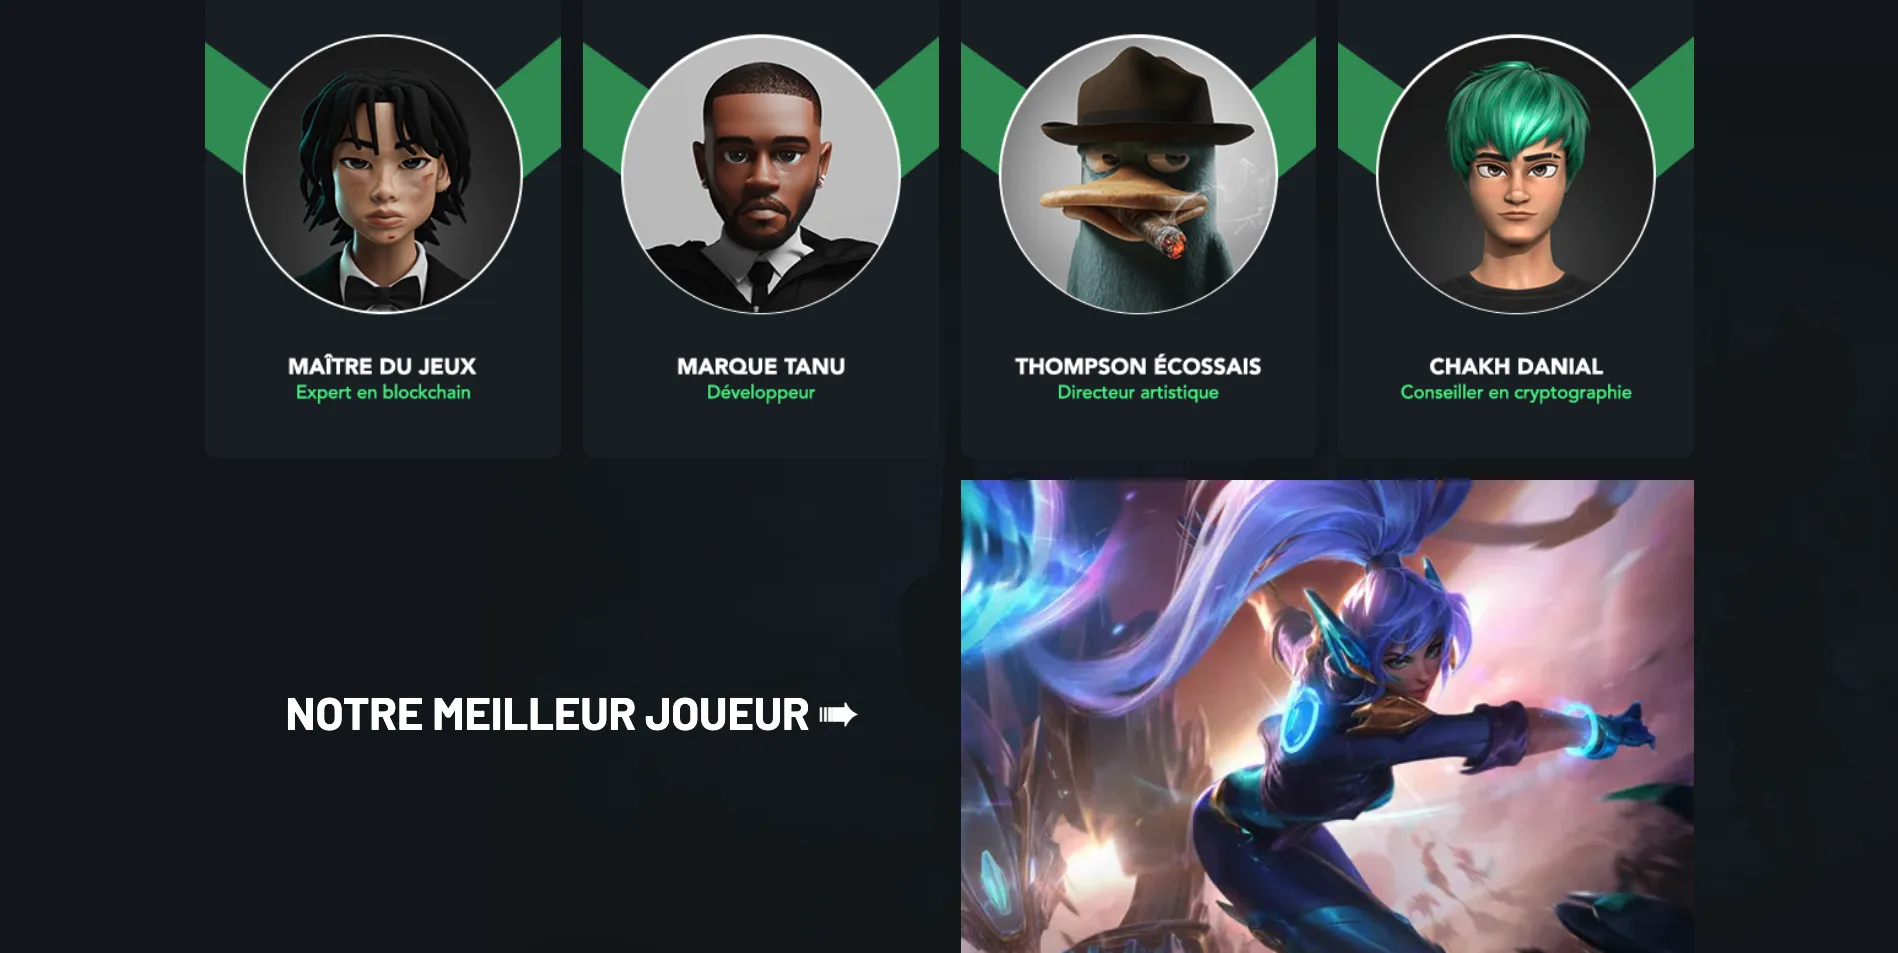 MAÎTRE DU JEUX
Expert en blockchain
MARQUE TANU
Développeur
THOMPSON ÉCOSSAIS
Directeur artistique
CHAKH DANIAL
Conseiller en cryptographie
NOTRE MEILLEUR JOUEUR ➠